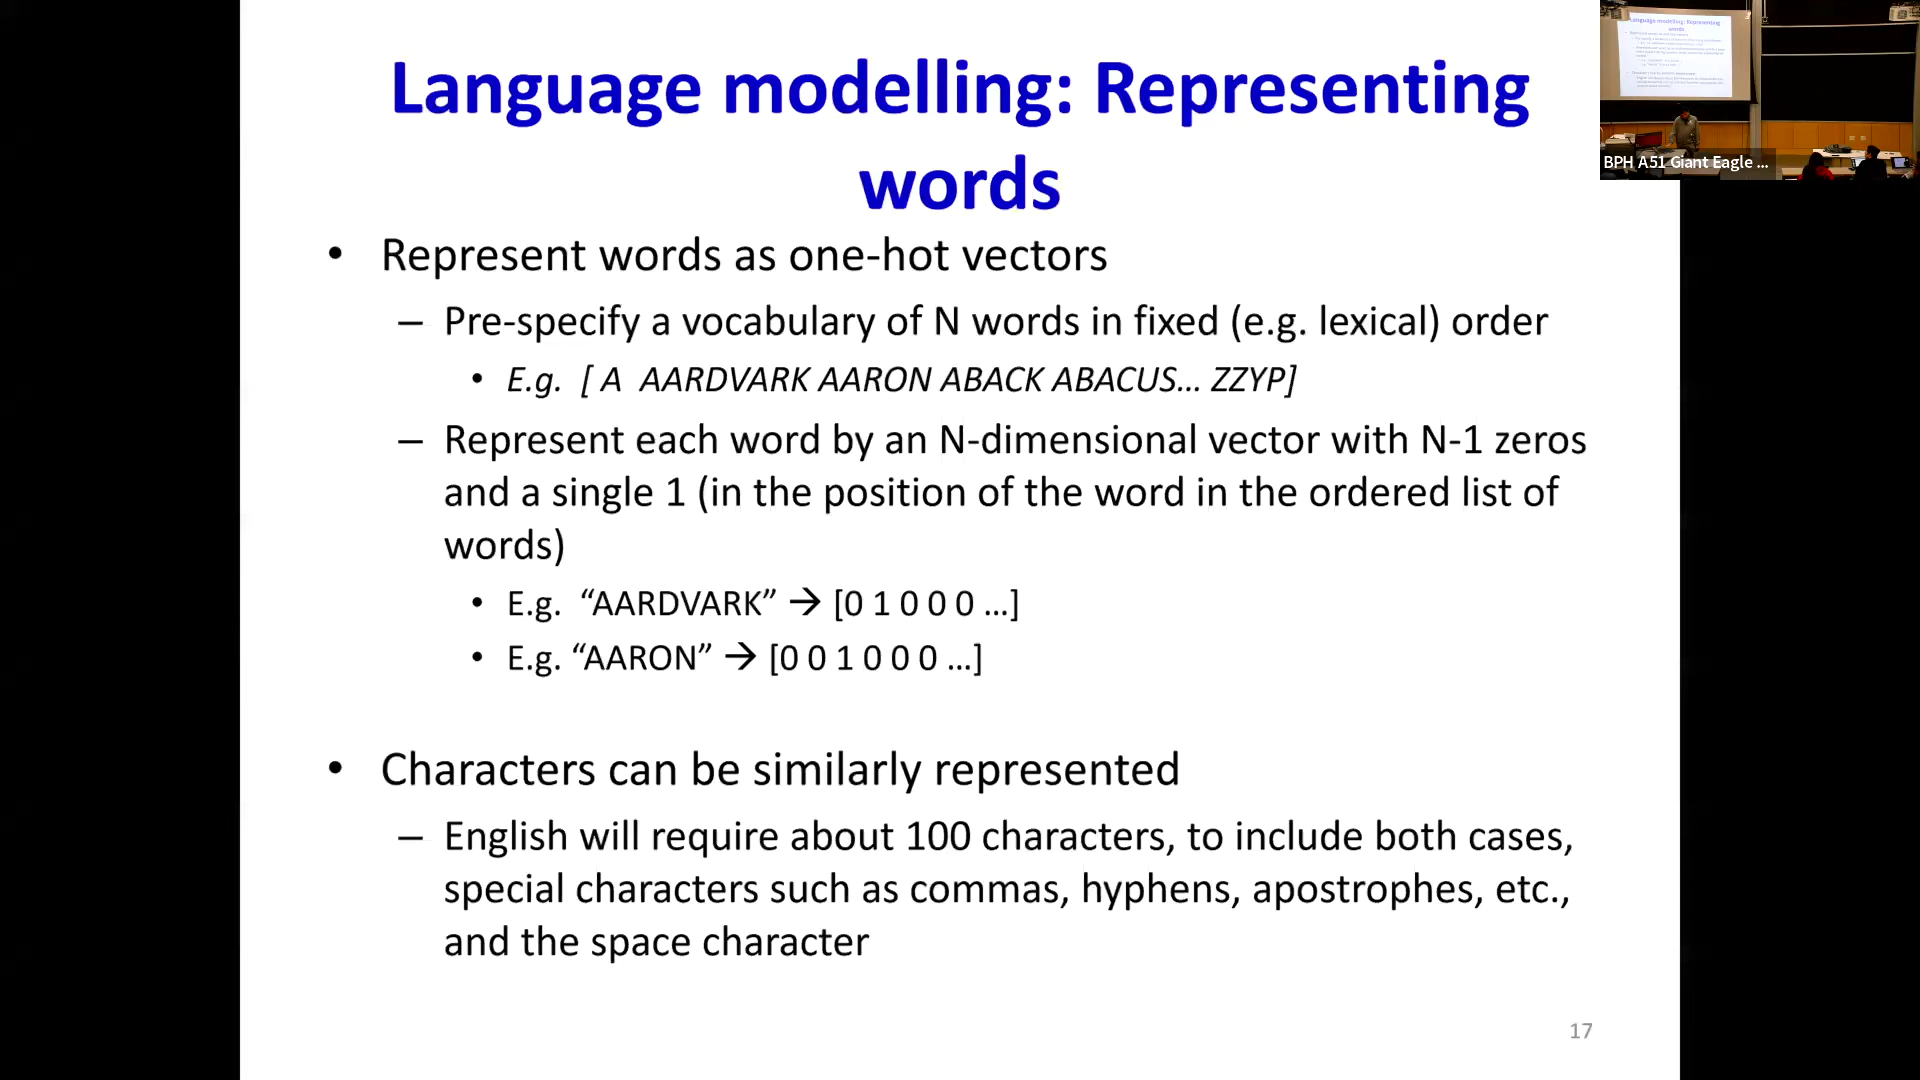 Language modelling: Representing
words
• Represent words as one-hot vectors
– Pre-specify a vocabulary of N words in fixed (e.g. lexical) order
• E.g. [ A AARDVARK AARON ABACK ABACUS... ZZYP]
– Represent each word by an N-dimensional vector with N-1 zeros
and a single 1 (in the position of the word in the ordered list of
words)
• E.g. “AARDVARK” → [0 1 0 0 0 ...]
• E.g. “AARON” → [0 0 1 0 0 0 ...]
• Characters can be similarly represented
– English will require about 100 characters, to include both cases,
special characters such as commas, hyphens, apostrophes, etc.,
and the space character
17
Language modelling: Representing
words
BPH A51 Giant Eagle ...